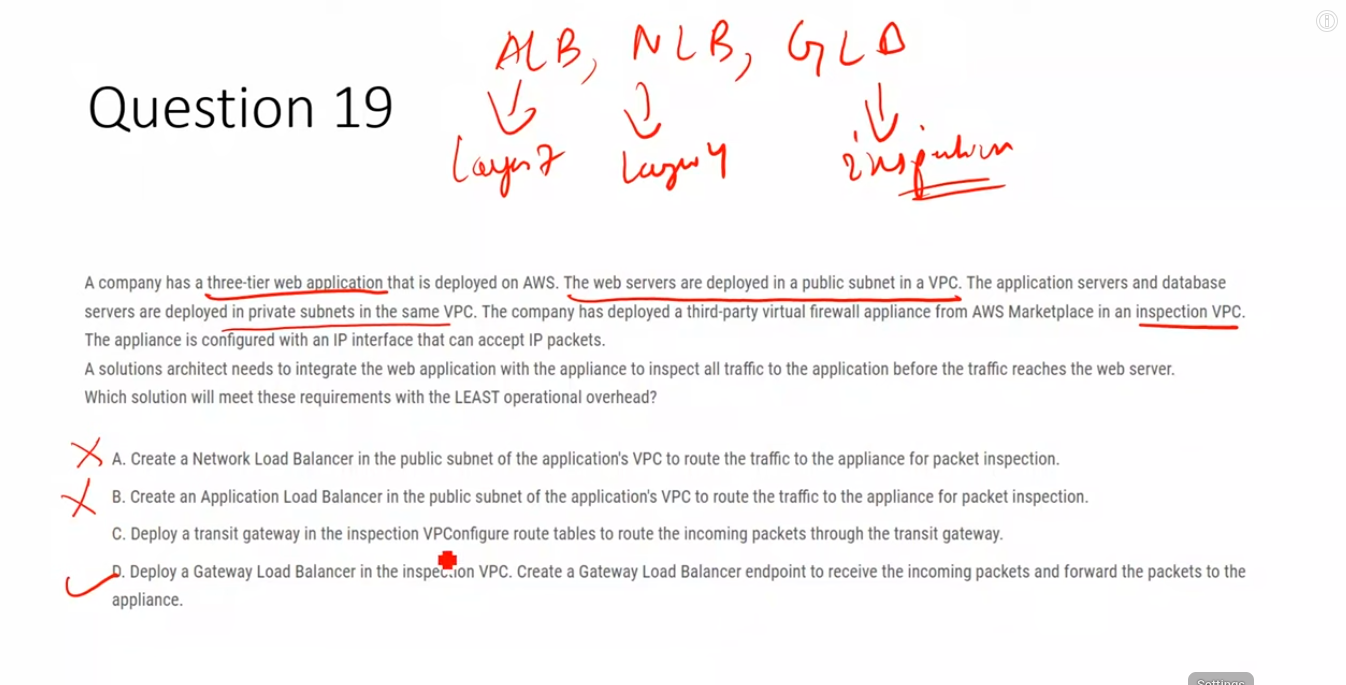 ALB, NLB, GLB
Layer 7 Layer 4 inspection
Question 19
A company has a three-tier web application that is deployed on AWS. The web servers are deployed in a public subnet in a VPC. The application servers and database
servers are deployed in private subnets in the same VPC. The company has deployed a third-party virtual firewall appliance from AWS Marketplace in an inspection VPC.
The appliance is configured with an IP interface that can accept IP packets.
A solutions architect needs to integrate the web application with the appliance to inspect all traffic to the application before the traffic reaches the web server.
Which solution will meet these requirements with the LEAST operational overhead?
A. Create a Network Load Balancer in the public subnet of the application's VPC to route the traffic to the appliance for packet inspection.
B. Create an Application Load Balancer in the public subnet of the application's VPC to route the traffic to the appliance for packet inspection.
C. Deploy a transit gateway in the inspection VPConfigure route tables to route the incoming packets through the transit gateway.
D. Deploy a Gateway Load Balancer in the inspection VPC. Create a Gateway Load Balancer endpoint to receive the incoming packets and forward the packets to the
appliance.
Settings